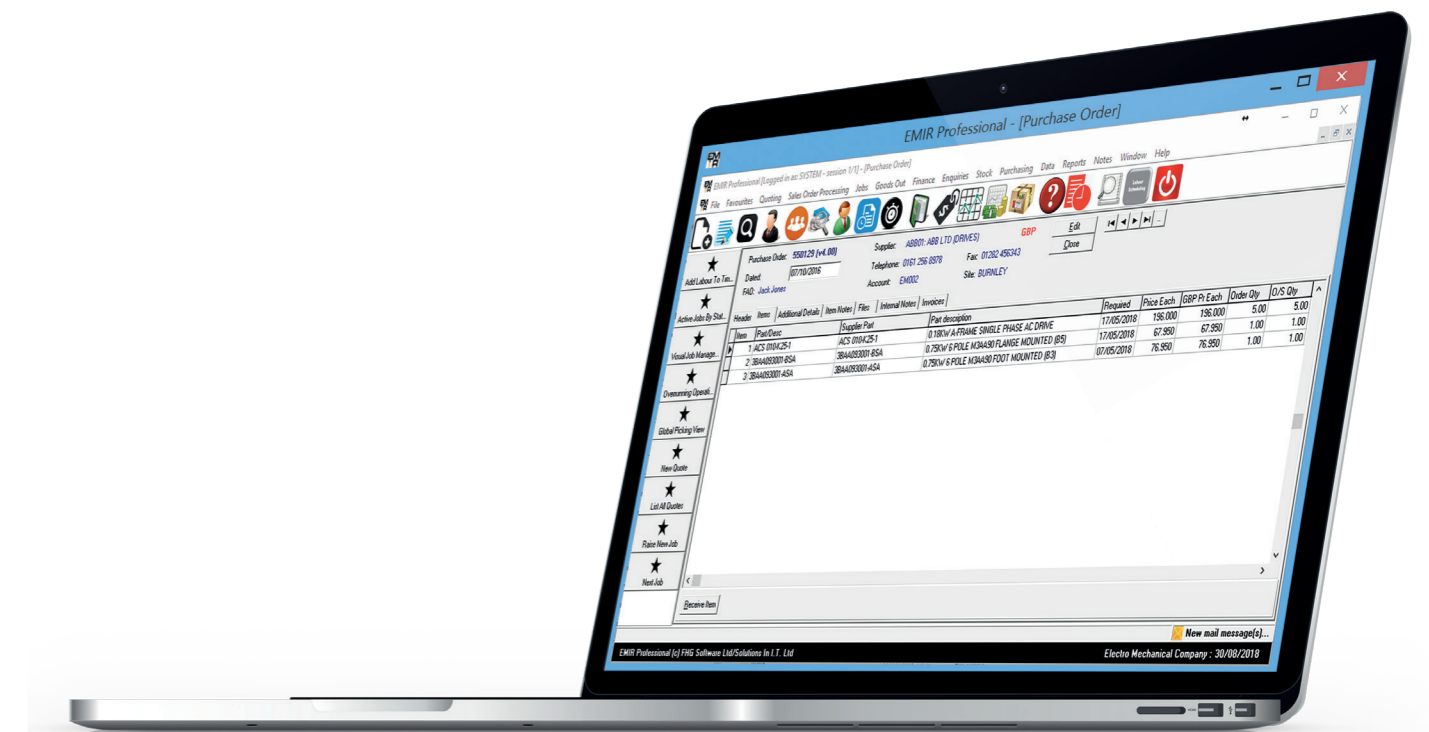 EMIR Professional - [Purchase Order]
EMIR
EMIR Professional [Logged in as: SYSTEM - session 1/1] - [Purchase Order]
File Favourites Quoting Sales Order Processing Jobs Goods Out Finance Enquiries Stock Purchasing Data Reports Notes Window Help
Labour Scheduling
Purchase Order: 550129 (v4.00) Supplier: ABB01: ABB LTD (DRIVES) GBP Edit
Dated: 07/10/2016 Telephone: 0161 256 8978 Fax: 01282 456343 Close
FAO: Jack Jones Account: EM002 Site: BURNLEY
Header Items Additional Details Item Notes Files Internal Notes Invoices
Item Part/Desc Supplier Part Part description Required Price Each GBP Pr Each Order Qty O/S Qty
1 ACS 010-K25-1 ACS 010-K25-1 0.18KW A-FRAME SINGLE PHASE AC DRIVE 17/05/2018 196.000 196.000 5.00 5.00
2 3BAA093001-BSA 3BAA093001-BSA 0.75KW 6 POLE M3AA90 FLANGE MOUNTED (B5) 17/05/2018 67.950 67.950 1.00 1.00
3 3BAA093001-ASA 3BAA093001-ASA 0.75KW 6 POLE M3AA90 FOOT MOUNTED (B3) 07/05/2018 76.950 76.950 1.00 1.00
Add Labour To Tim...
Active Jobs By Stat...
Visual Job Manage...
Overrunning Operati...
Global Picking View
New Quote
List All Quotes
Raise New Job
Next Job
Receive Item
New mail message(s)...
EMIR Professional (c) FHG Software Ltd/Solutions In I.T. Ltd Electro Mechanical Company : 30/08/2018